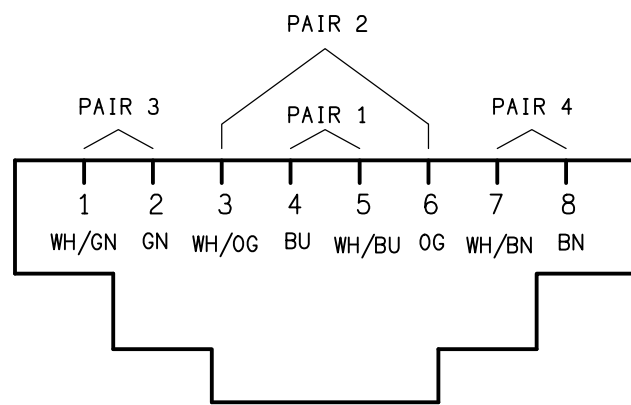 PAIR 2
PAIR 3 PAIR 1 PAIR 4
1 2 3 4 5 6 7 8
WH/GN GN WH/OG BU WH/BU OG WH/BN BN